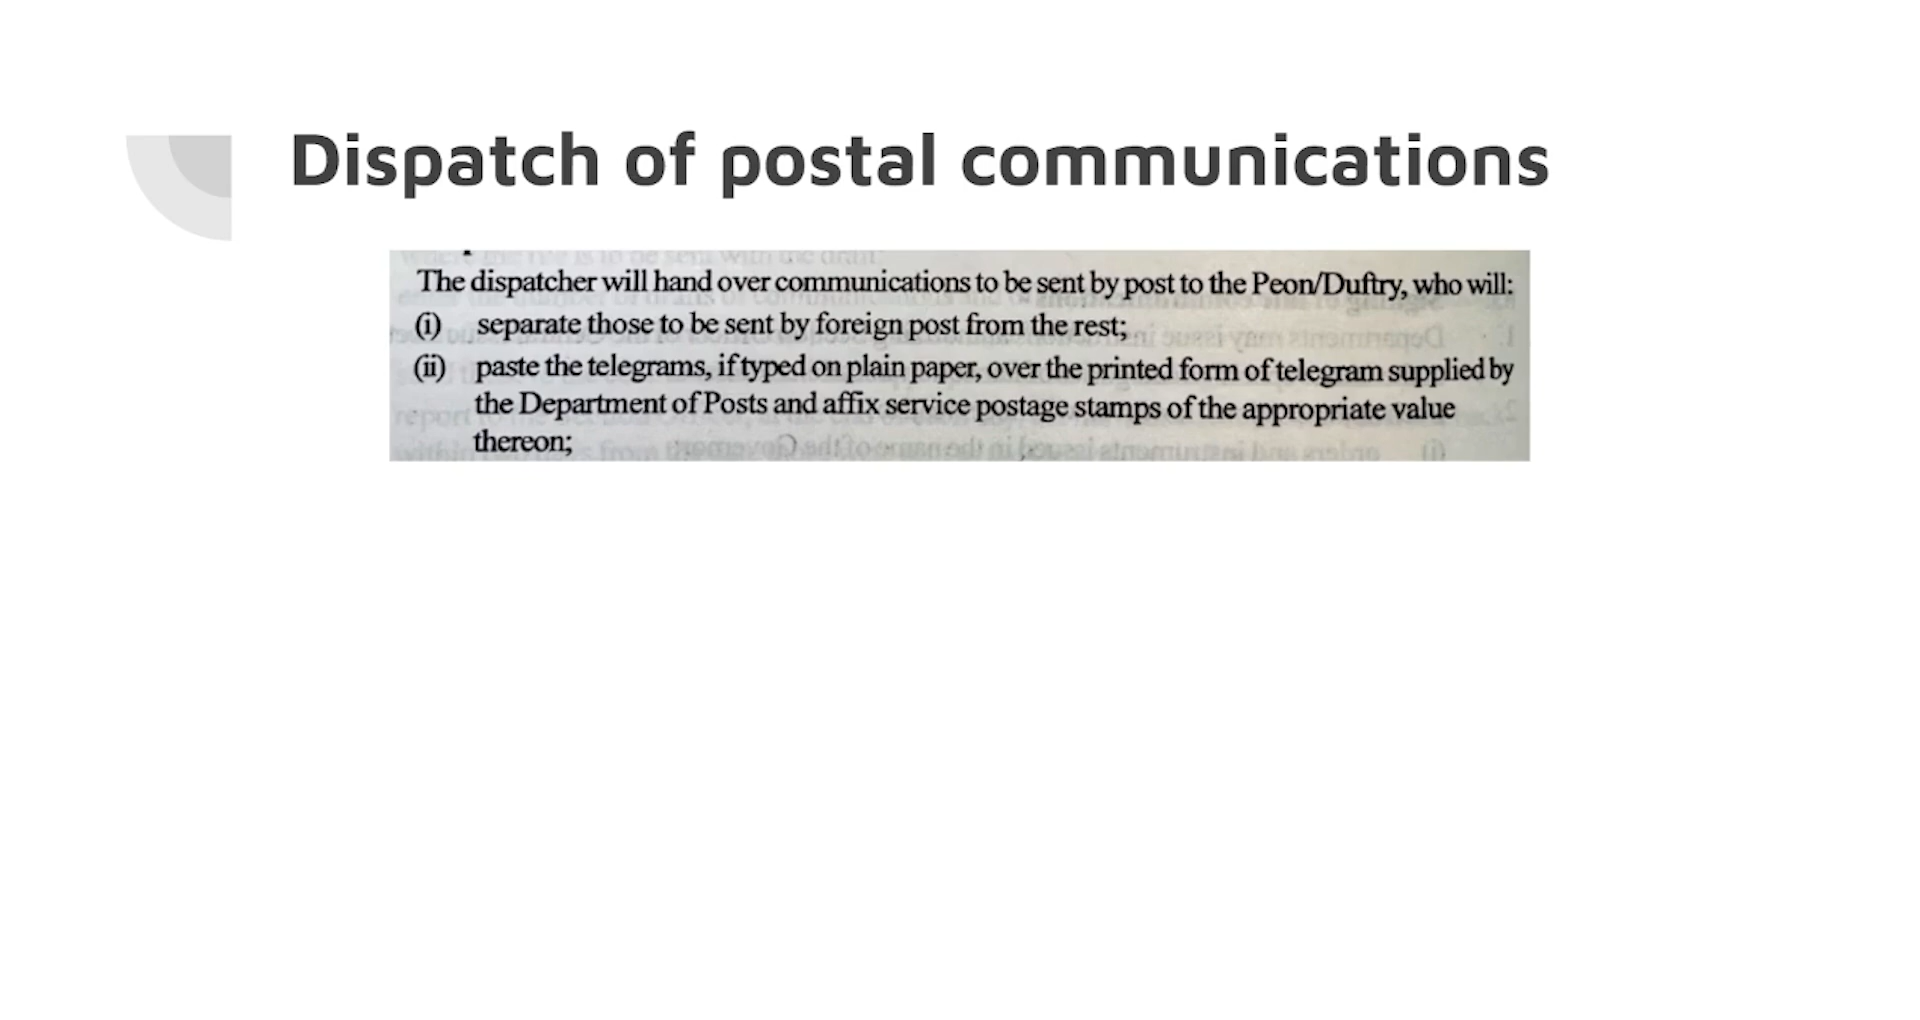 Dispatch of postal communications
The dispatcher will hand over communications to be sent by post to the Peon/Duftry, who will:
(i) separate those to be sent by foreign post from the rest;
(ii) paste the telegrams, if typed on plain paper, over the printed form of telegram supplied by
the Department of Posts and affix service postage stamps of the appropriate value
thereon;